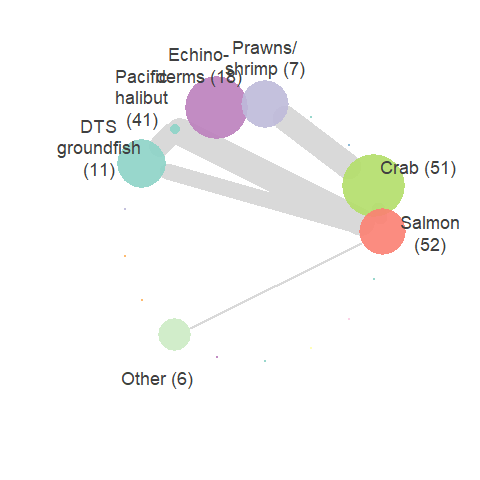 Prawns/
shrimp (7)
Echino-
derms (18)
Pacific
halibut
(41)
DTS
groundfish
(11)
Crab (51)
Salmon
(52)
Other (6)